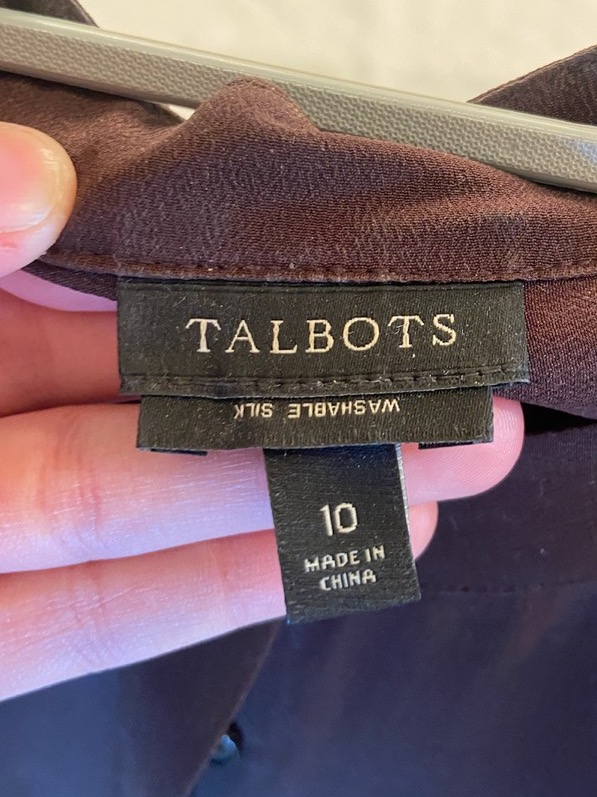 TALBOTS
WASHABLE SILK
10
MADE IN
CHINA